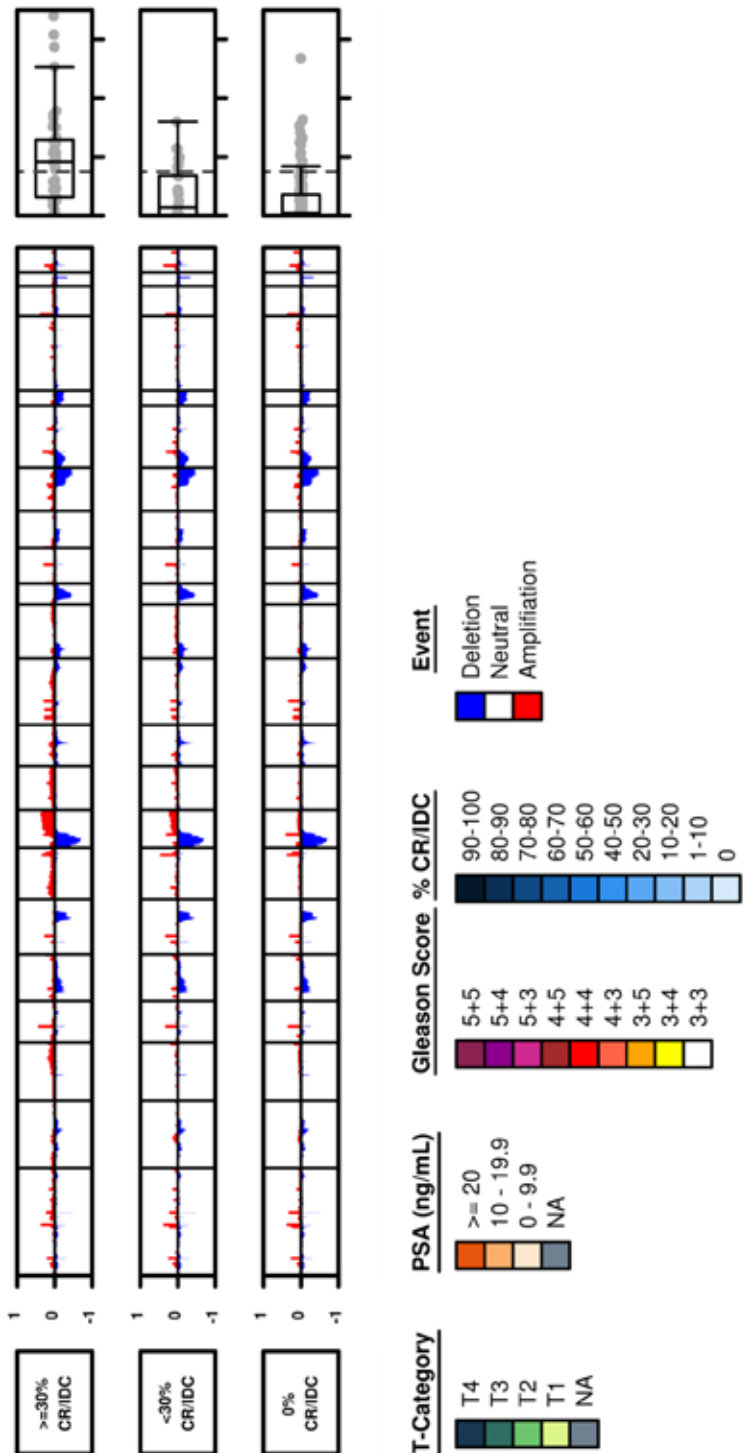 >=30%
CR/IDC
1
0
-1
<30%
CR/IDC
1
0
-1
0%
CR/IDC
1
0
-1
T-Category
T4
T3
T2
T1
NA
PSA (ng/mL)
>= 20
10 - 19.9
0 - 9.9
NA
Gleason Score
5+5
5+4
5+3
4+5
4+4
4+3
3+5
3+4
3+3
% CR/IDC
90-100
80-90
70-80
60-70
50-60
40-50
20-30
10-20
1-10
0
Event
Deletion
Neutral
Amplifiation